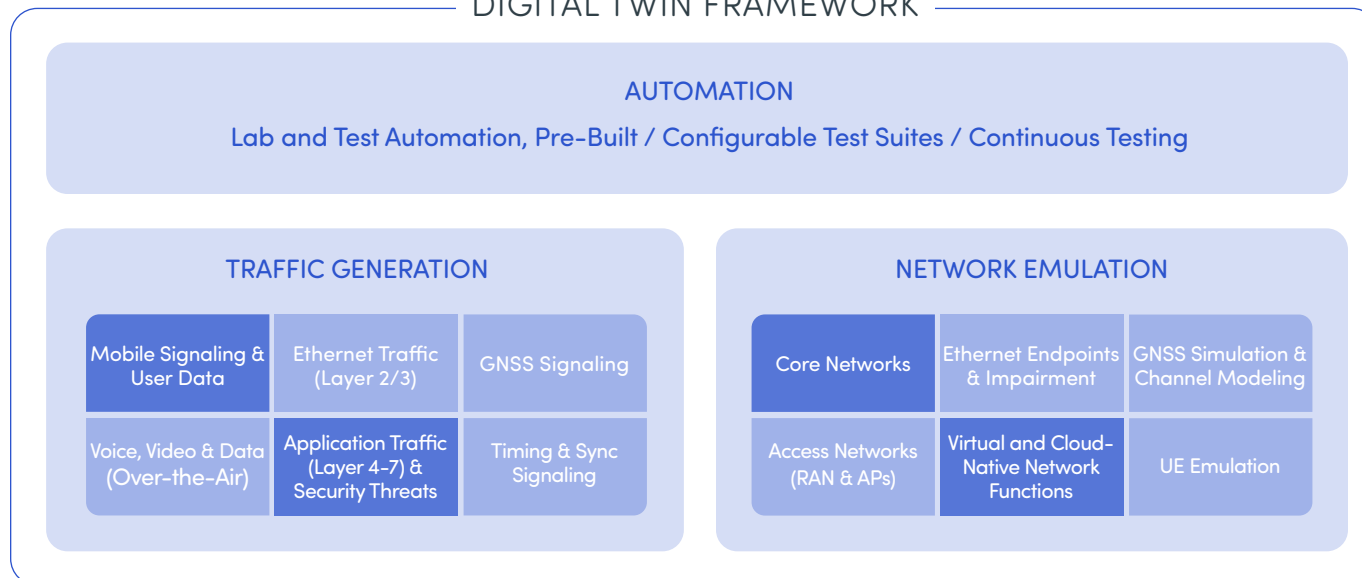 DIGITAL TWIN FRAMEWORK
AUTOMATION
Lab and Test Automation, Pre-Built / Configurable Test Suites / Continuous Testing
TRAFFIC GENERATION
Mobile Signaling &
User Data
Ethernet Traffic
(Layer 2/3)
GNSS Signaling
Voice, Video & Data
(Over-the-Air)
Application Traffic
(Layer 4-7) &
Security Threats
Timing & Sync
Signaling
NETWORK EMULATION
Core Networks
Ethernet Endpoints
& Impairment
GNSS Simulation &
Channel Modeling
Access Networks
(RAN & APs)
Virtual and Cloud-
Native Network
Functions
UE Emulation